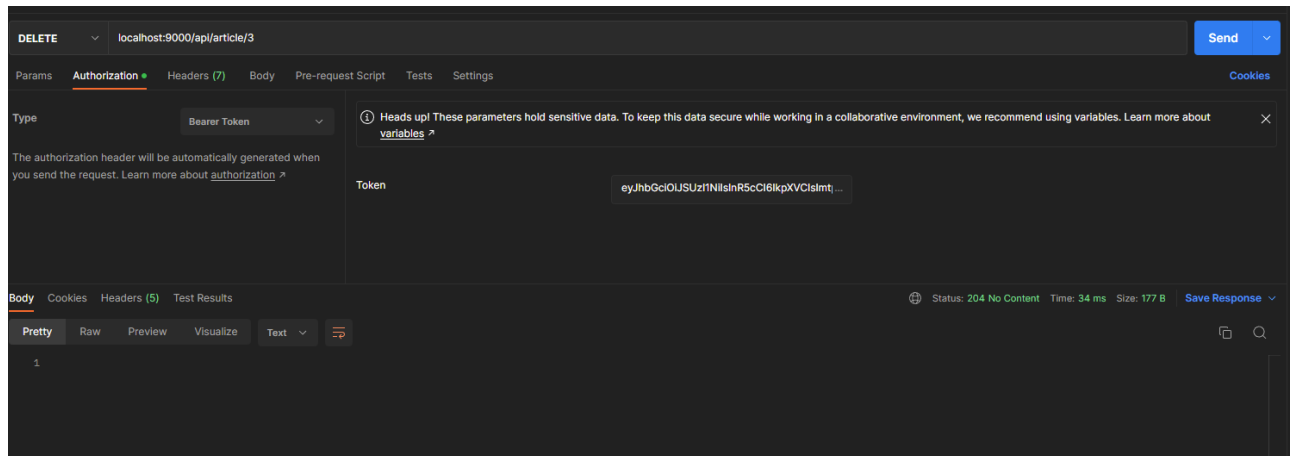 DELETE localhost:9000/api/article/3 Send
Params Authorization Headers (7) Body Pre-request Script Tests Settings Cookies
Type Bearer Token
The authorization header will be automatically generated when
you send the request. Learn more about authorization ↗
Heads up! These parameters hold sensitive data. To keep this data secure while working in a collaborative environment, we recommend using variables. Learn more about
variables ↗
Token eyJhbGciOiJSUzI1NiIsInR5cCI6IkpXVCIsImt...
Body Cookies Headers (5) Test Results Status: 204 No Content Time: 34 ms Size: 177 B Save Response
Pretty Raw Preview Visualize Text
1